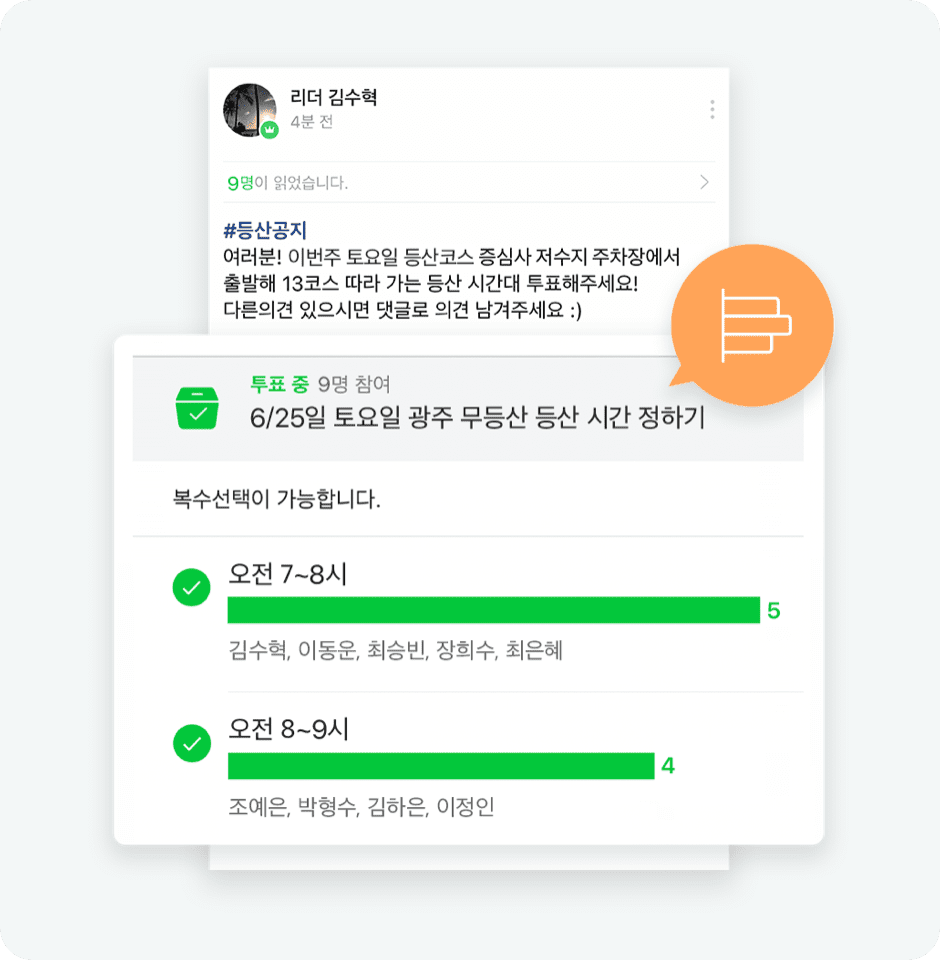 리더 김수혁
4분 전
9명이 읽었습니다.
#등산공지
여러분! 이번주 토요일 등산코스 증심사 저수지 주차장에서
출발해 13코스 따라 가는 등산 시간대 투표해주세요!
다른의견 있으시면 댓글로 의견 남겨주세요 :)
투표 중 9명 참여
6/25일 토요일 광주 무등산 등산 시간 정하기
복수선택이 가능합니다.
오전 7~8시
5
김수혁, 이동운, 최승빈, 장희수, 최은혜
오전 8~9시
4
조예은, 박형수, 김하은, 이정인